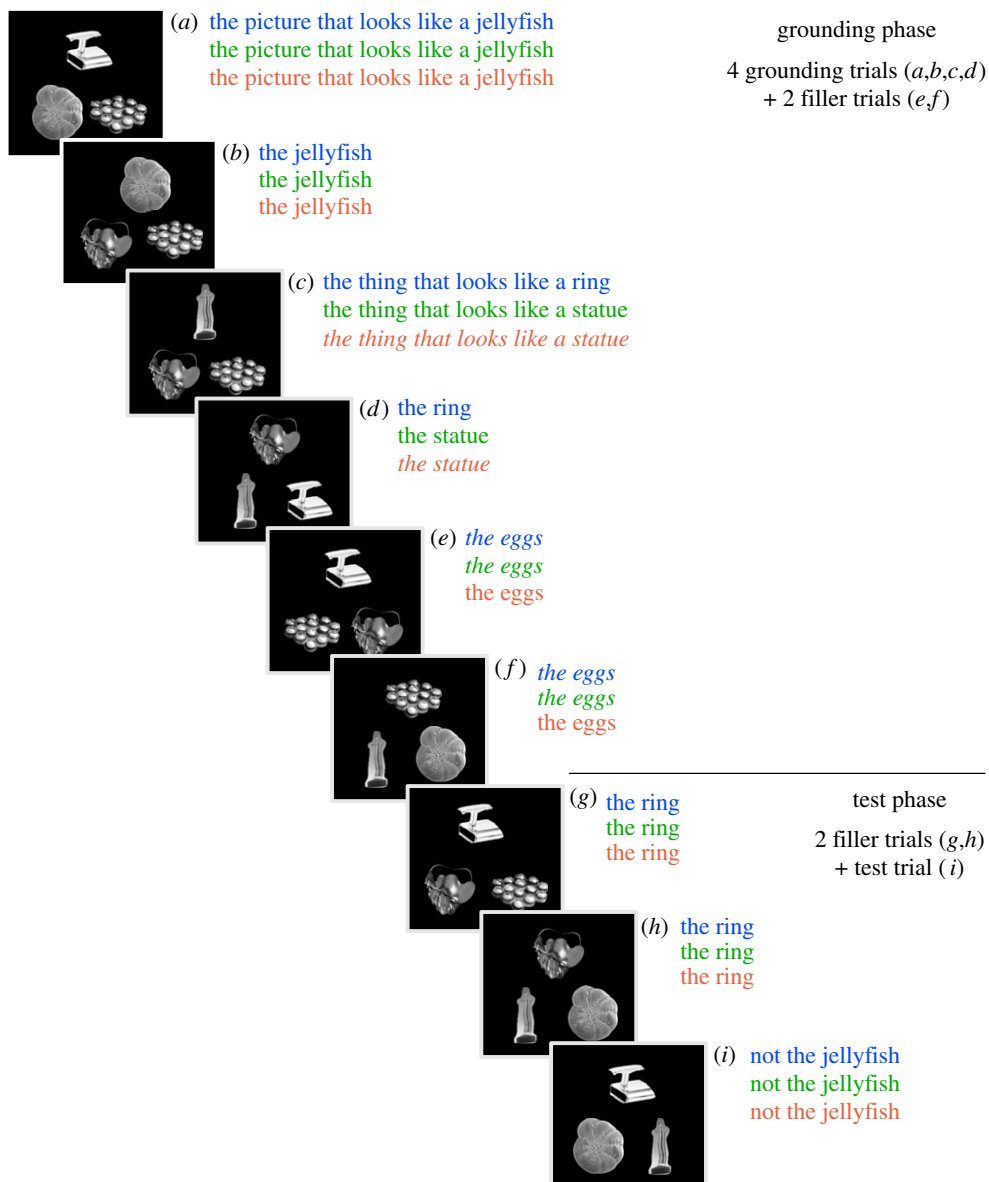 (a) the picture that looks like a jellyfish
the picture that looks like a jellyfish
the picture that looks like a jellyfish
grounding phase
4 grounding trials (a,b,c,d)
+ 2 filler trials (e,f)
(b) the jellyfish
the jellyfish
the jellyfish
(c) the thing that looks like a ring
the thing that looks like a statue
the thing that looks like a statue
(d) the ring
the statue
the statue
(e) the eggs
the eggs
the eggs
(f) the eggs
the eggs
the eggs
(g) the ring
the ring
the ring
test phase
2 filler trials (g,h)
+ test trial (i)
(h) the ring
the ring
the ring
(i) not the jellyfish
not the jellyfish
not the jellyfish